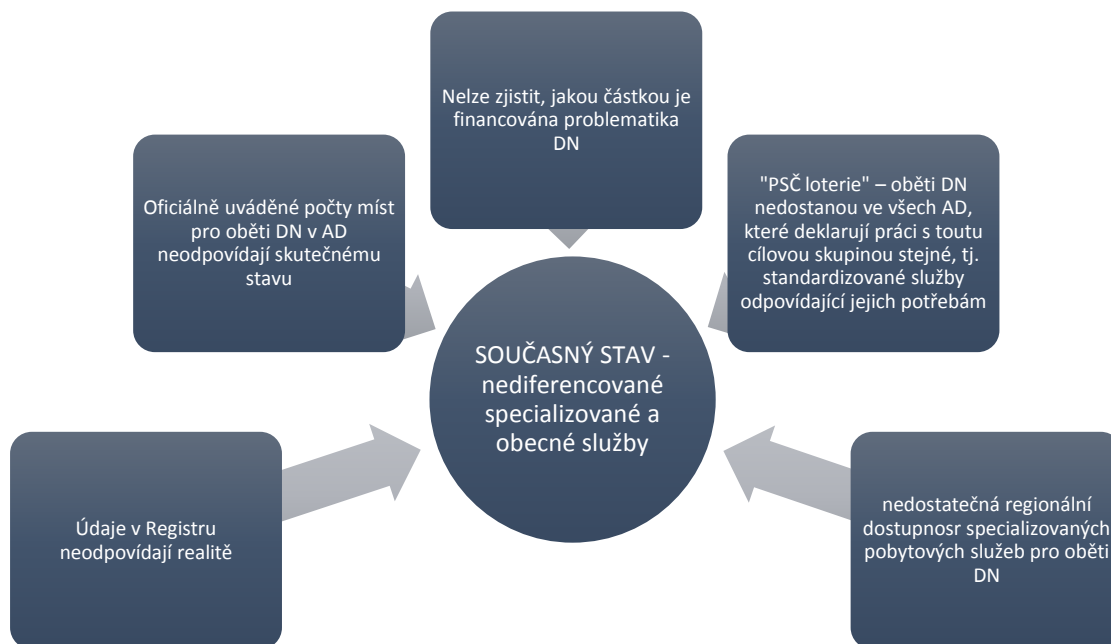 Nelze zjistit, jakou částkou je
financována problematika
DN
Oficiálně uváděné počty míst
pro oběti DN v AD
neodpovídají skutečnému
stavu
"PSČ loterie" – oběti DN
nedostanou ve všech AD,
které deklarují práci s toutu
cílovou skupinou stejné, tj.
standardizované služby
odpovídající jejich potřebám
SOUČASNÝ STAV -
nediferencované
specializované a
obecné služby
Údaje v Registru
neodpovídají realitě
nedostatečná regionální
dostupnosr specializovaných
pobytových služeb pro oběti
DN